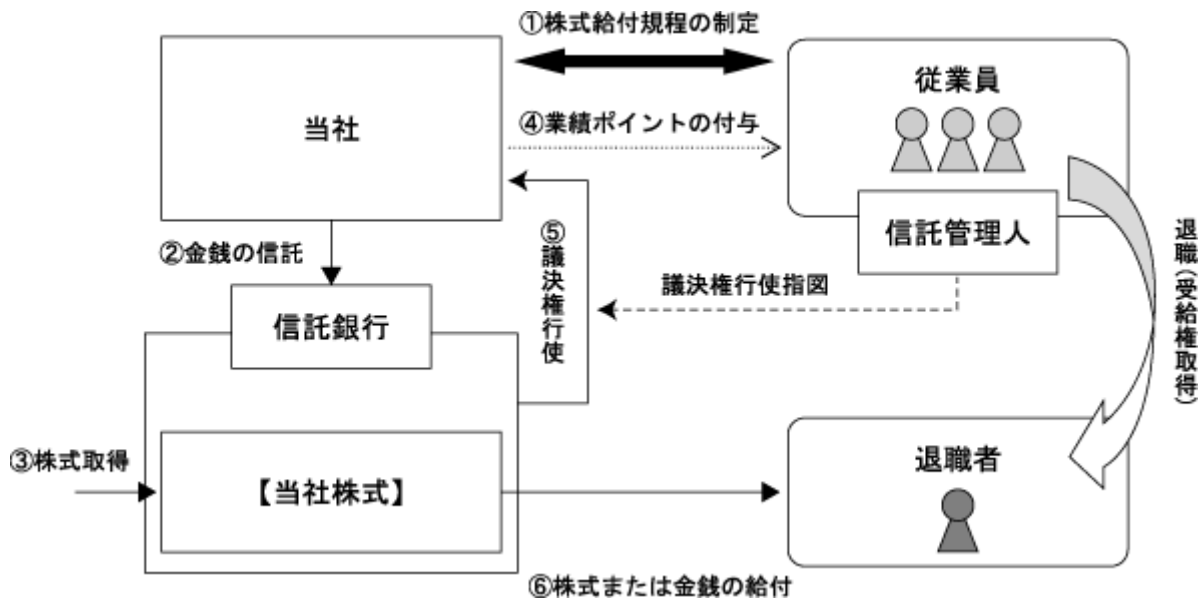 ①株式給付規程の制定
当社
従業員
④業績ポイントの付与
信託管理人
②金銭の信託
⑤議決権行使
議決権行使指図
退職(受給権取得)
信託銀行
③株式取得
【当社株式】
退職者
⑥株式または金銭の給付